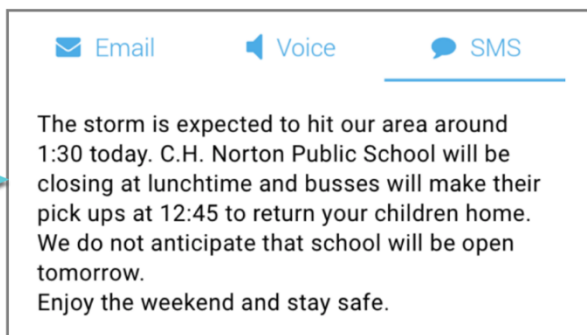 Email Voice SMS
The storm is expected to hit our area around
1:30 today. C.H. Norton Public School will be
closing at lunchtime and busses will make their
pick ups at 12:45 to return your children home.
We do not anticipate that school will be open
tomorrow.
Enjoy the weekend and stay safe.